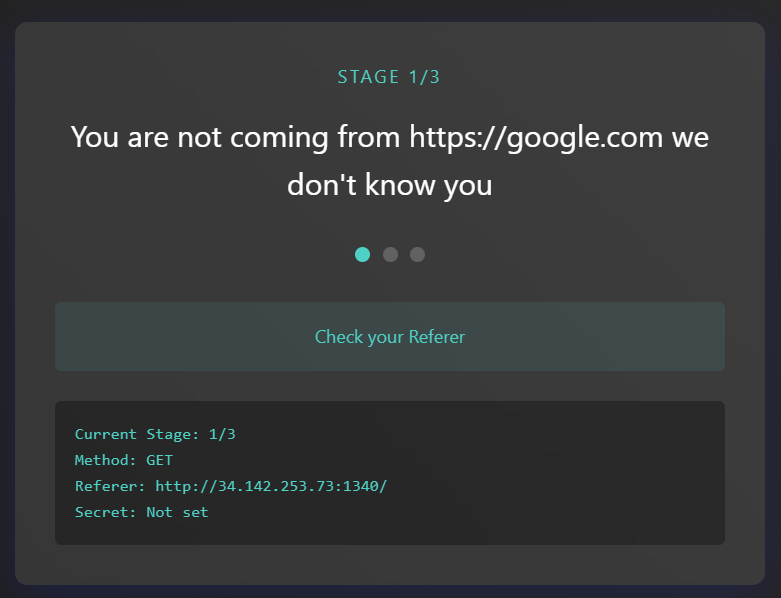 STAGE 1/3
You are not coming from https://google.com we
don't know you
Check your Referer
Current Stage: 1/3
Method: GET
Referer: http://34.142.253.73:1340/
Secret: Not set